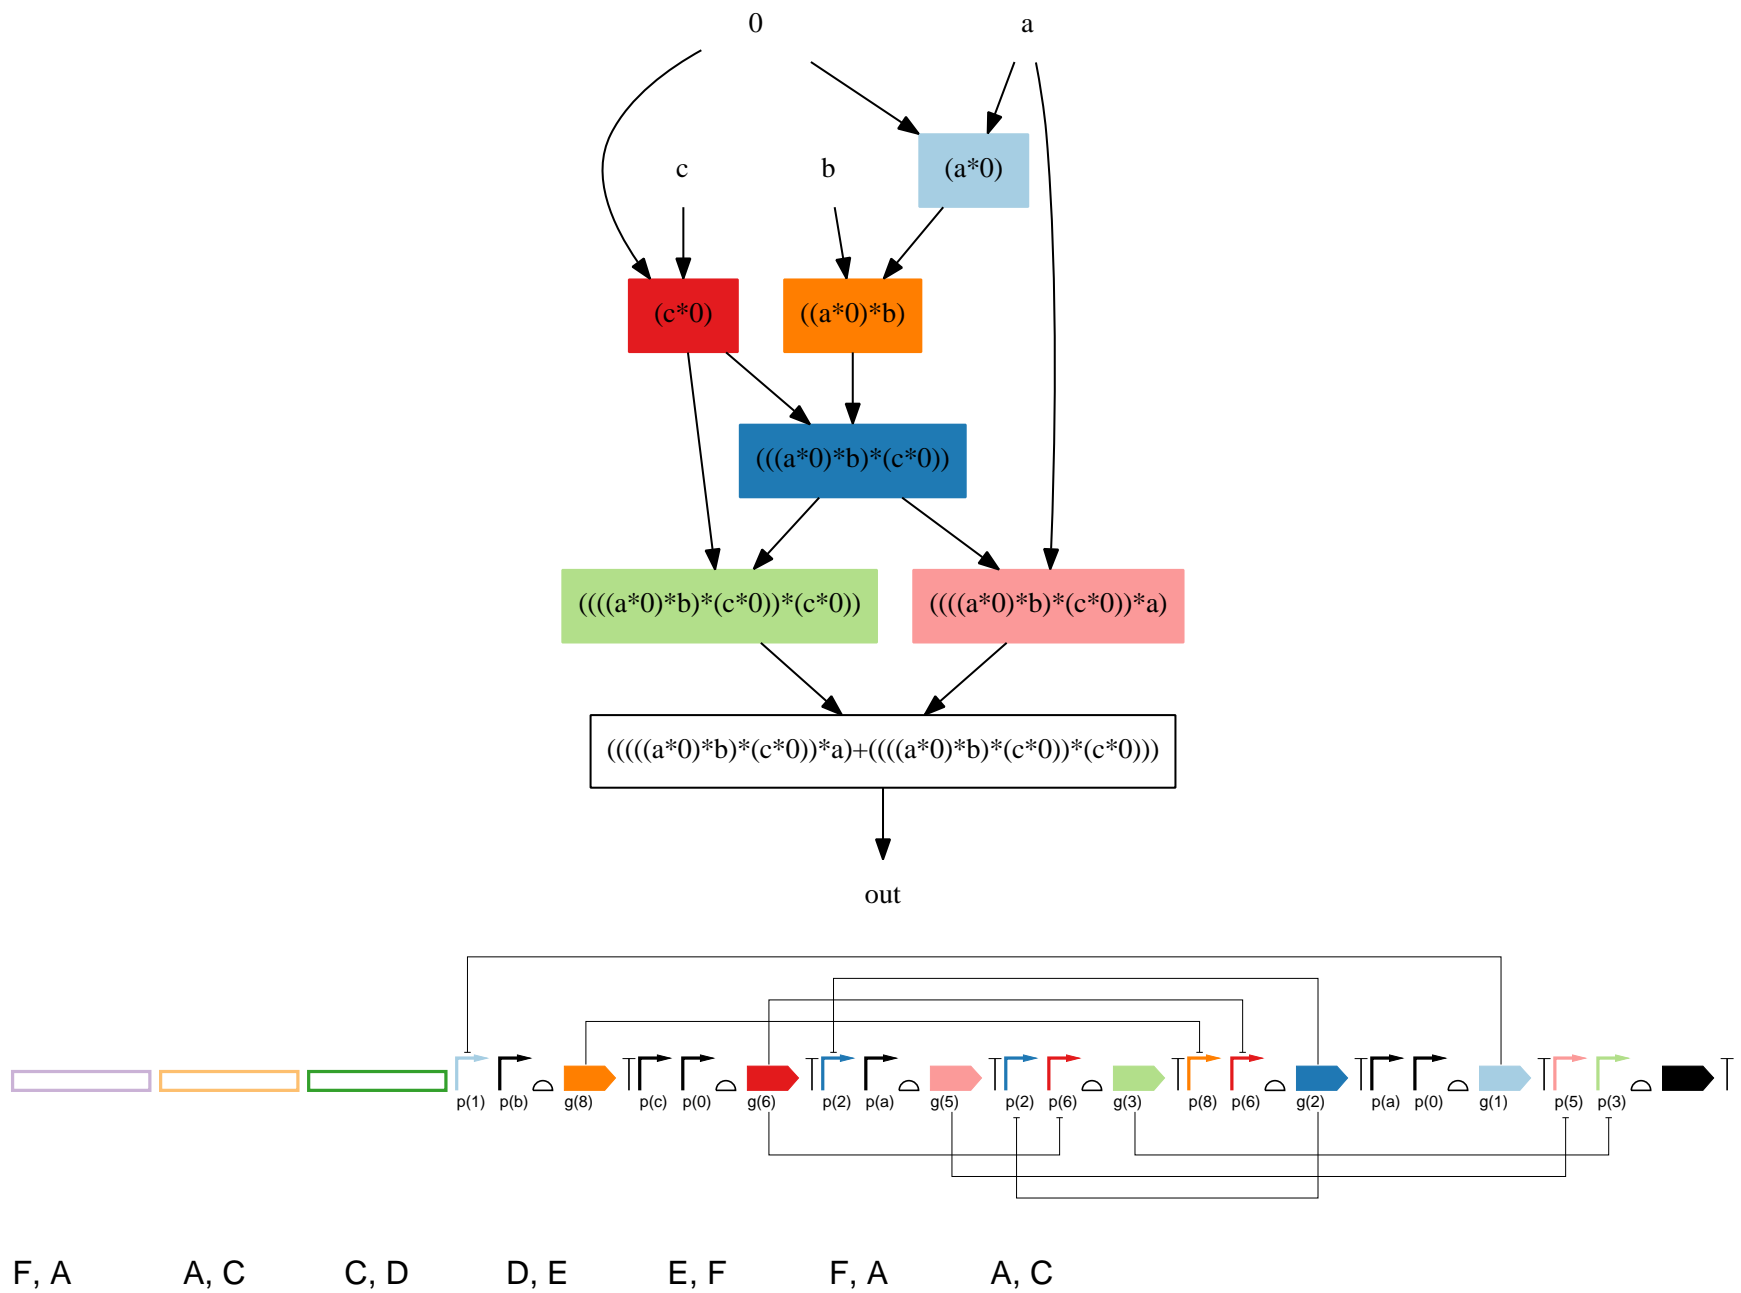 0 a
(a*0)
c b
(c*0) ((a*0)*b)
(((a*0)*b)*(c*0))
((((a*0)*b)*(c*0))*(c*0)) ((((a*0)*b)*(c*0))*a)
(((((a*0)*b)*(c*0))*a)+((((a*0)*b)*(c*0))*(c*0)))
out
p(1) p(b) g(8) p(c) p(0) g(6) p(2) p(a) g(5) p(2) p(6) g(3) p(8) p(6) g(2) p(a) p(0) g(1) p(5) p(3)
F, A A, C C, D D, E E, F F, A A, C